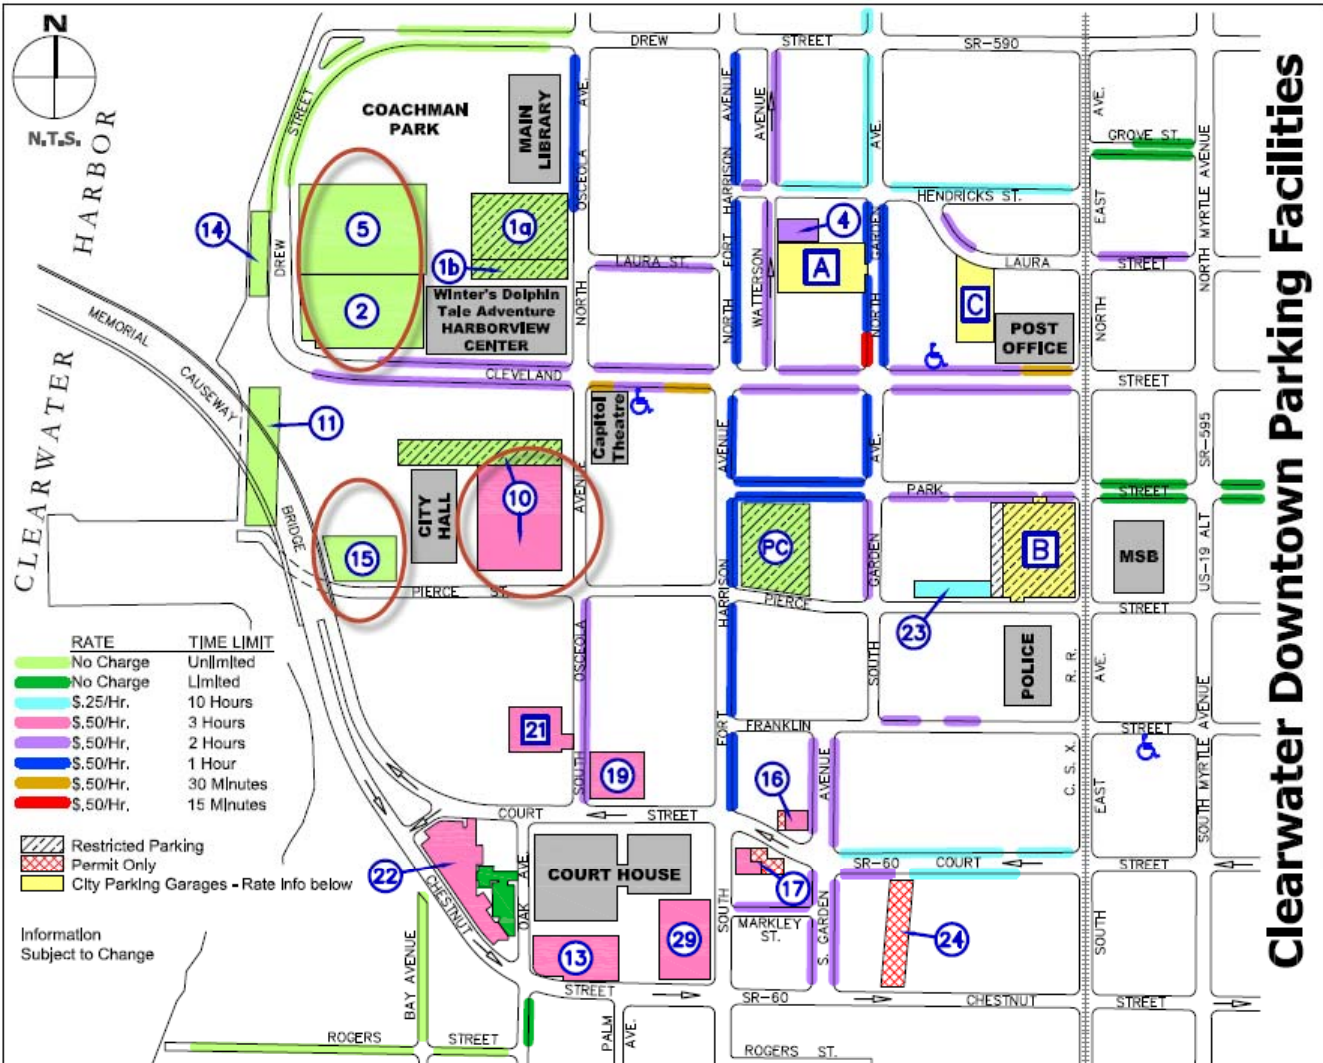 N
N.T.S.
HARBOR
CLEARWATER
Clearwater Downtown Parking Facilities
DREW
STREET
SR-590
STREET
COACHMAN
PARK
MAIN
LIBRARY
OSCEOLA
AVE.
NORTH
HARRISON
AVENUE
FORT
NORTH
AVENUE
WATTERSON
AVE.
GARDEN
NORTH
AVE.
EAST
NORTH
GROVE ST.
NORTH MYRTLE AVENUE
HENDRICKS ST.
LAURA
STREET
LAURA ST.
5
2
14
DREW
1a
1b
4
A
C
Winter's Dolphin
Tale Adventure
HARBORVIEW
CENTER
POST
OFFICE
MEMORIAL
CAUSEWAY
BRIDGE
CLEVELAND
STREET
Capitol
Theatre
11
10
15
CITY
HALL
AVENUE
AVENUE
AVE.
SR-595
PARK
STREET
PC
B
MSB
US-19 ALT
HARRISON
GARDEN
PIERCE ST.
PIERCE
STREET
23
POLICE
OSCEOLA
SOUTH
SOUTH
R. R.
C. S. X.
AVE.
EAST
SOUTH
SOUTH MYRTLE AVENUE
21
19
FORT
FRANKLIN
STREET
16
AVENUE
COURT
STREET
SR-60
COURT
STREET
22
COURT HOUSE
OAK
AVE.
CHESTNUT
17
SOUTH
MARKLEY
ST.
S. GARDEN
24
29
13
STREET
SR-60
CHESTNUT
STREET
BAY AVENUE
ROGERS
STREET
PALM
AVE.
ROGERS ST.
RATE TIME LIMIT
No Charge Unlimited
No Charge Limited
$.25/Hr. 10 Hours
$.50/Hr. 3 Hours
$.50/Hr. 2 Hours
$.50/Hr. 1 Hour
$.50/Hr. 30 Minutes
$.50/Hr. 15 Minutes
Restricted Parking
Permit Only
City Parking Garages - Rate Info below
Information
Subject to Change